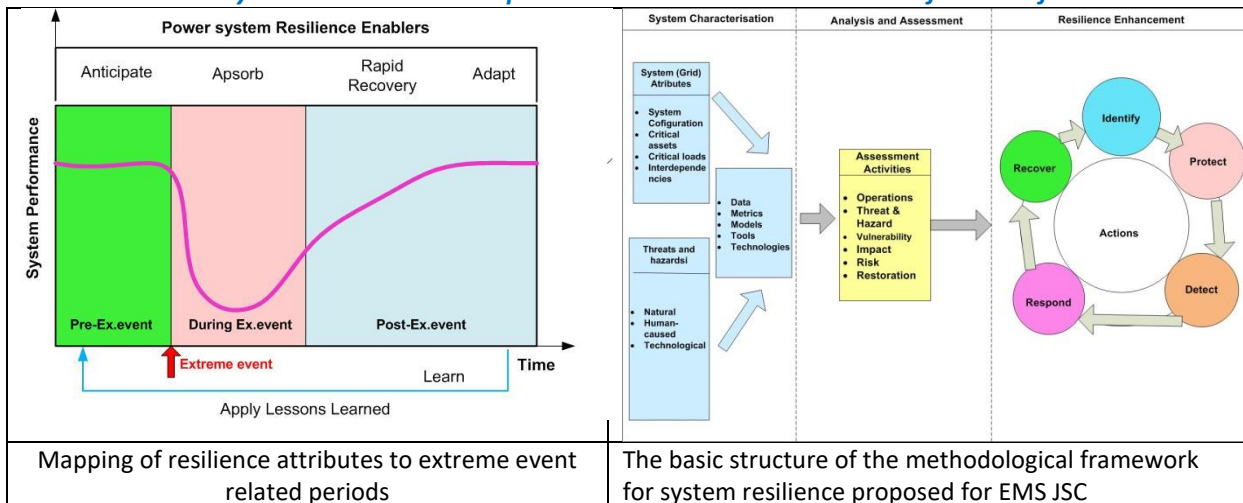 Power system Resilience Enablers
Anticipate
Apsorb
Rapid
Recovery
Adapt
System Performance
Pre-Ex.event
During Ex.event
Post-Ex.event
Extreme event
Time
Learn
Apply Lessons Learned
Mapping of resilience attributes to extreme event
related periods
System Characterisation
Analysis and Assessment
Resilience Enhancement
System (Grid)
Atributes
• System
Cofiguration
• Critical
assets
• Critical loads
• Interdepende
ncies
• Data
• Metrics
• Models
• Tools
• Technologies
Threats and
hazardsi
• Natural
• Human-
caused
• Technological
Assessment
Activities
• Operations
• Threat &
Hazard
• Vulnerability
• Impact
• Risk
• Restoration
Identify
Protect
Detect
Respond
Recover
Actions
The basic structure of the methodological framework
for system resilience proposed for EMS JSC